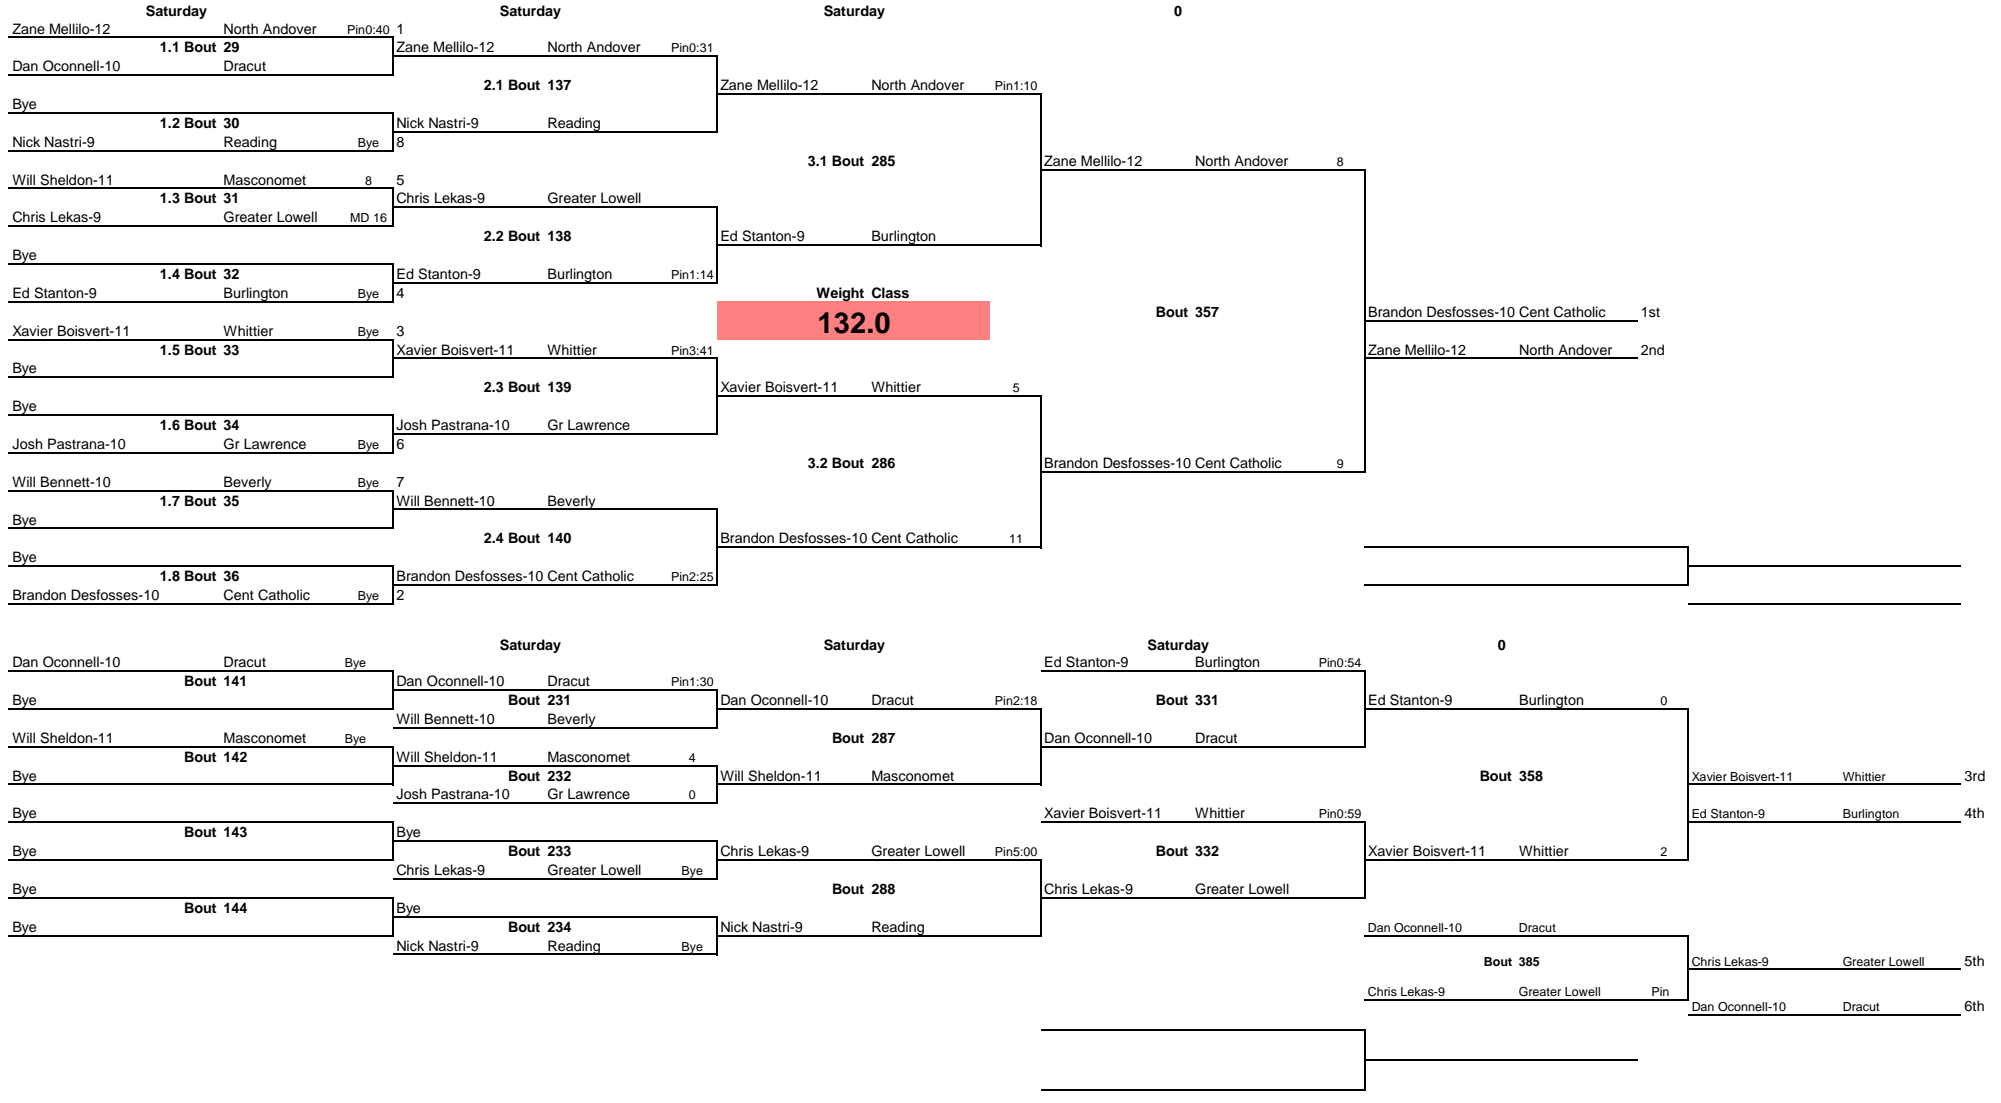 Saturday Saturday Saturday 0
Zane Mellilo-12 North Andover Pin0:40 1
1.1 Bout 29 Zane Mellilo-12 North Andover Pin0:31
Dan Oconnell-10 Dracut
2.1 Bout 137 Zane Mellilo-12 North Andover Pin1:10
Bye
1.2 Bout 30 Nick Nastri-9 Reading
Nick Nastri-9 Reading Bye 8
3.1 Bout 285 Zane Mellilo-12 North Andover 8
Will Sheldon-11 Masconomet 8 5
1.3 Bout 31 Chris Lekas-9 Greater Lowell
Chris Lekas-9 Greater Lowell MD 16
2.2 Bout 138 Ed Stanton-9 Burlington
Bye
1.4 Bout 32 Ed Stanton-9 Burlington Pin1:14
Ed Stanton-9 Burlington Bye 4 Weight Class
Bout 357 Brandon Desfosses-10 Cent Catholic 1st
132.0
Xavier Boisvert-11 Whittier Bye 3
1.5 Bout 33 Xavier Boisvert-11 Whittier Pin3:41 Zane Mellilo-12 North Andover 2nd
Bye
2.3 Bout 139 Xavier Boisvert-11 Whittier 5
Bye
1.6 Bout 34 Josh Pastrana-10 Gr Lawrence
Josh Pastrana-10 Gr Lawrence Bye 6
3.2 Bout 286 Brandon Desfosses-10 Cent Catholic 9
Will Bennett-10 Beverly Bye 7
1.7 Bout 35 Will Bennett-10 Beverly
Bye
2.4 Bout 140 Brandon Desfosses-10 Cent Catholic 11
Bye
1.8 Bout 36 Brandon Desfosses-10 Cent Catholic Pin2:25
Brandon Desfosses-10 Cent Catholic Bye 2
Saturday Saturday Saturday 0
Dan Oconnell-10 Dracut Bye Ed Stanton-9 Burlington Pin0:54
Bout 141 Dan Oconnell-10 Dracut Pin1:30
Bye Bout 231 Dan Oconnell-10 Dracut Pin2:18 Bout 331 Ed Stanton-9 Burlington 0
Will Bennett-10 Beverly
Will Sheldon-11 Masconomet Bye Bout 287 Dan Oconnell-10 Dracut
Bout 142 Will Sheldon-11 Masconomet 4
Bye Bout 232 Will Sheldon-11 Masconomet Bout 358 Xavier Boisvert-11 Whittier 3rd
Josh Pastrana-10 Gr Lawrence 0
Bye Xavier Boisvert-11 Whittier Pin0:59 Ed Stanton-9 Burlington 4th
Bout 143 Bye
Bye Bout 233 Chris Lekas-9 Greater Lowell Pin5:00 Bout 332 Xavier Boisvert-11 Whittier 2
Chris Lekas-9 Greater Lowell Bye
Bye Bout 288 Chris Lekas-9 Greater Lowell
Bout 144 Bye
Bye Bout 234 Nick Nastri-9 Reading Dan Oconnell-10 Dracut
Nick Nastri-9 Reading Bye
Bout 385 Chris Lekas-9 Greater Lowell 5th
Chris Lekas-9 Greater Lowell Pin
Dan Oconnell-10 Dracut 6th